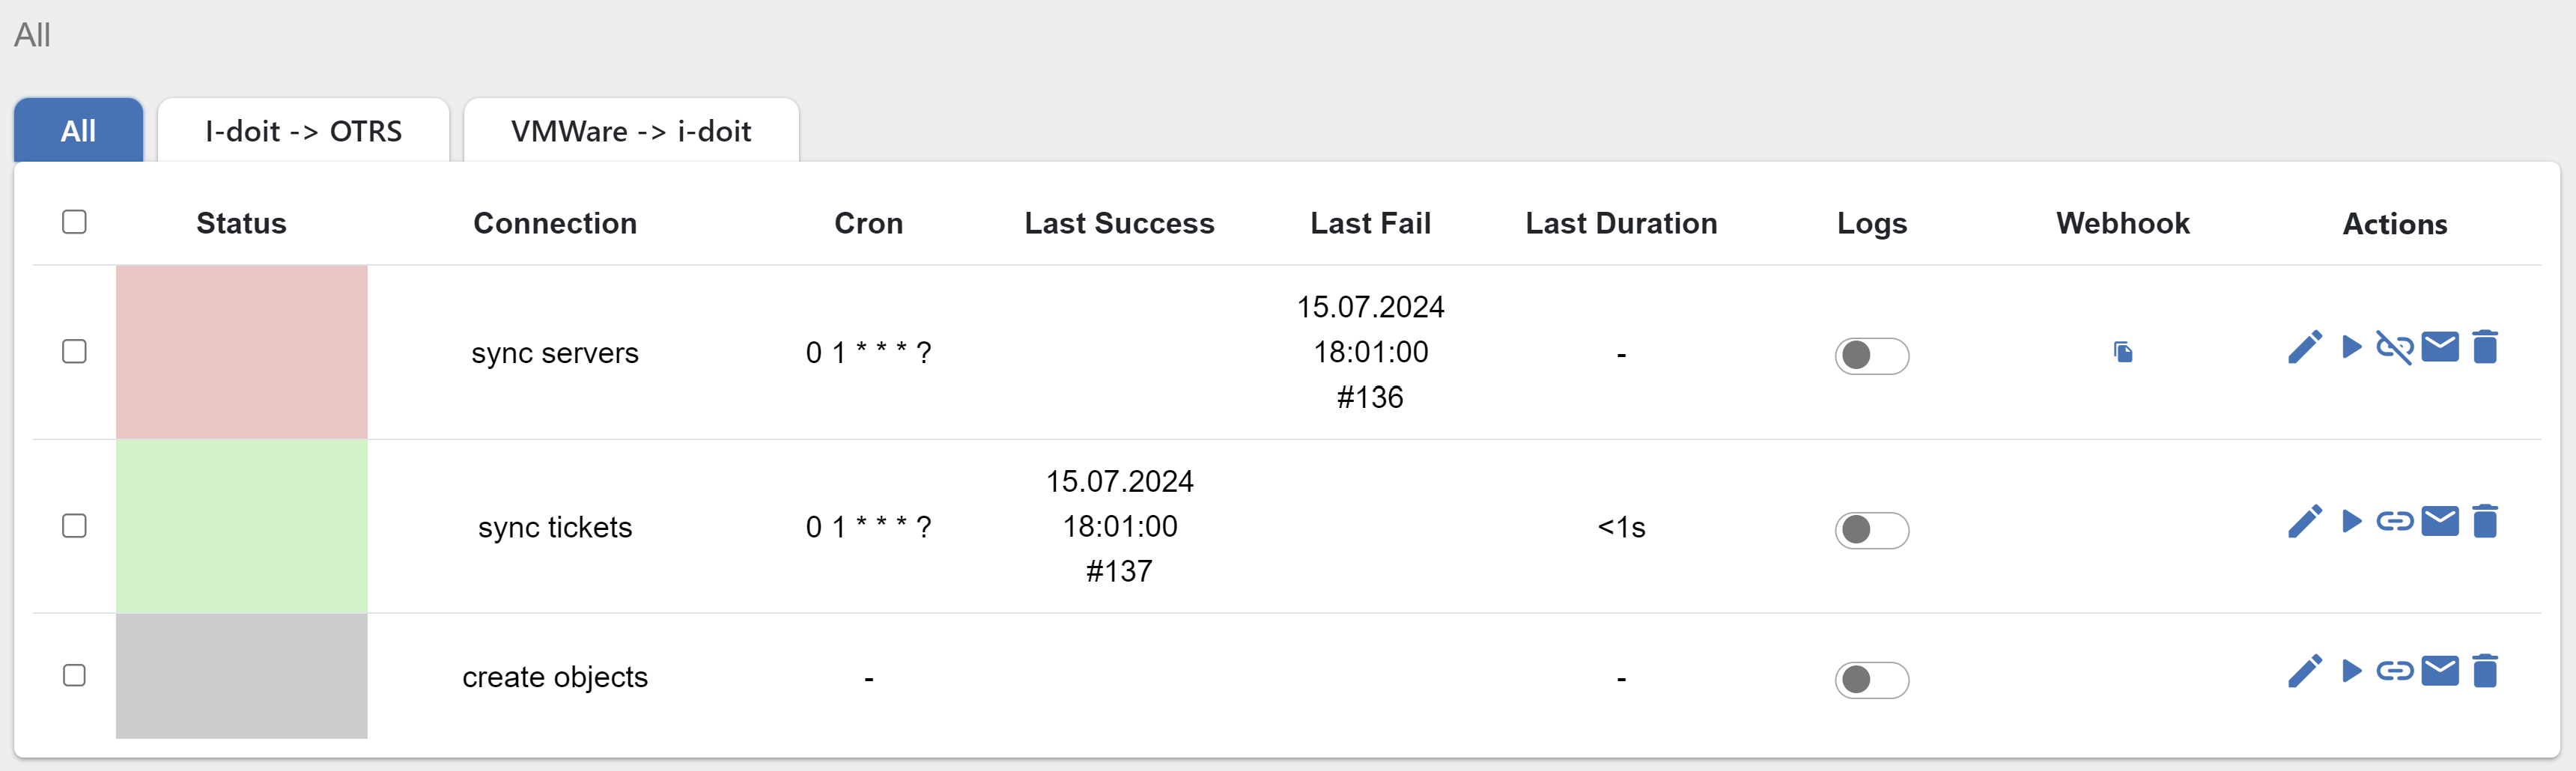 All
All
I-doit -> OTRS
VMWare -> i-doit
Status
Connection
Cron
Last Success
Last Fail
Last Duration
Logs
Webhook
Actions
sync servers
0 1 * * * ?
15.07.2024
18:01:00
#136
-
sync tickets
0 1 * * * ?
15.07.2024
18:01:00
#137
<1s
create objects
-
-